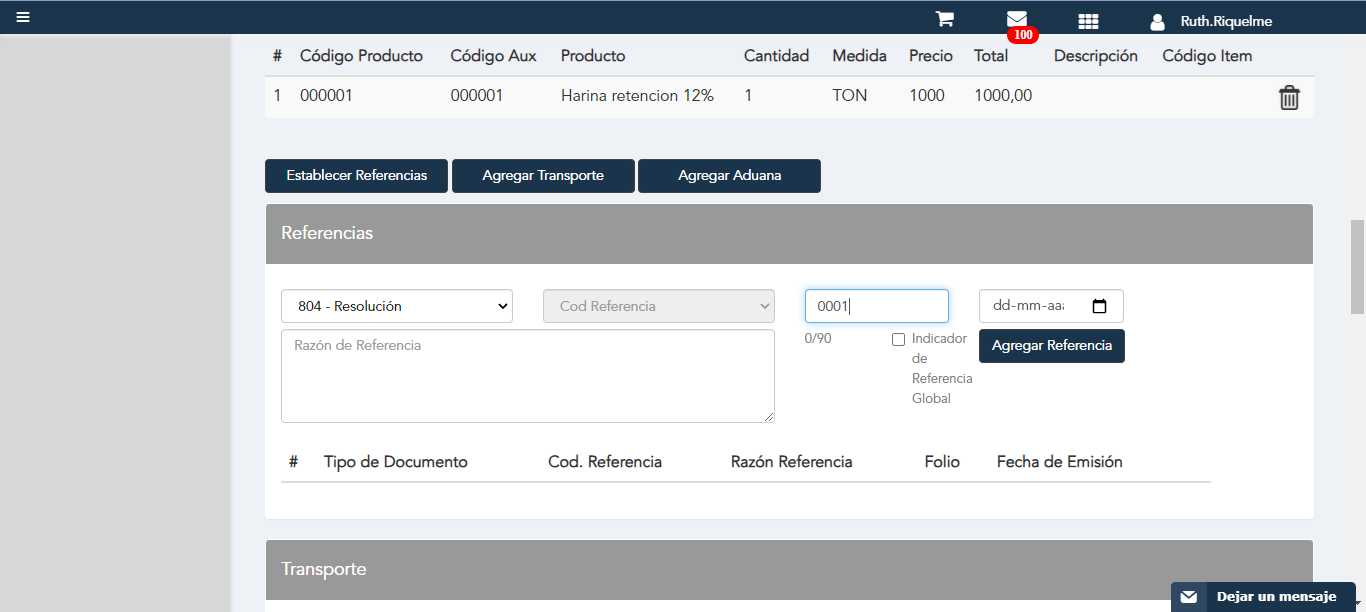 Ruth.Riquelme
100
# Código Producto Código Aux Producto Cantidad Medida Precio Total Descripción Código Item
1 000001 000001 Harina retencion 12% 1 TON 1000 1000,00
Establecer Referencias Agregar Transporte Agregar Aduana
Referencias
804 - Resolución Cod Referencia 0001 dd-mm-aaa
Razón de Referencia 0/90 Indicador Agregar Referencia
de
Referencia
Global
# Tipo de Documento Cod. Referencia Razón Referencia Folio Fecha de Emisión
Transporte
Dejar un mensaje